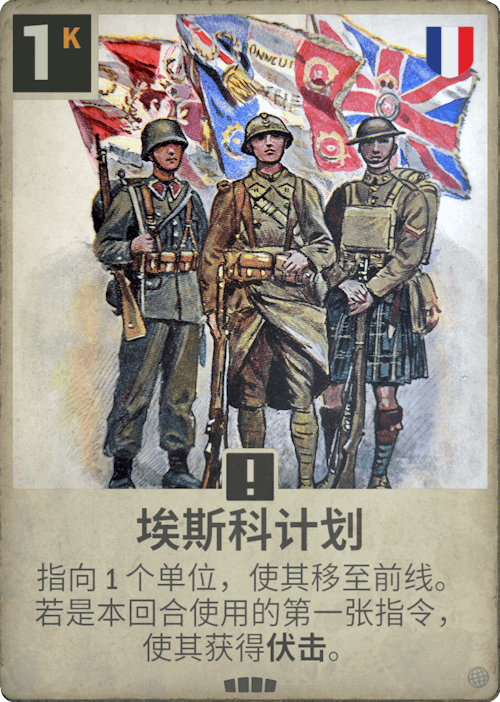 1K
ONNEUR
埃斯科计划
指向 1 个单位，使其移至前线。
若是本回合使用的第一张指令，
使其获得伏击。